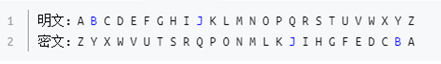 1 明文：A B C D E F G H I J K L M N O P Q R S T U V W X Y Z
2 密文：Z Y X W V U T S R Q P O N M L K J I H G F E D C B A